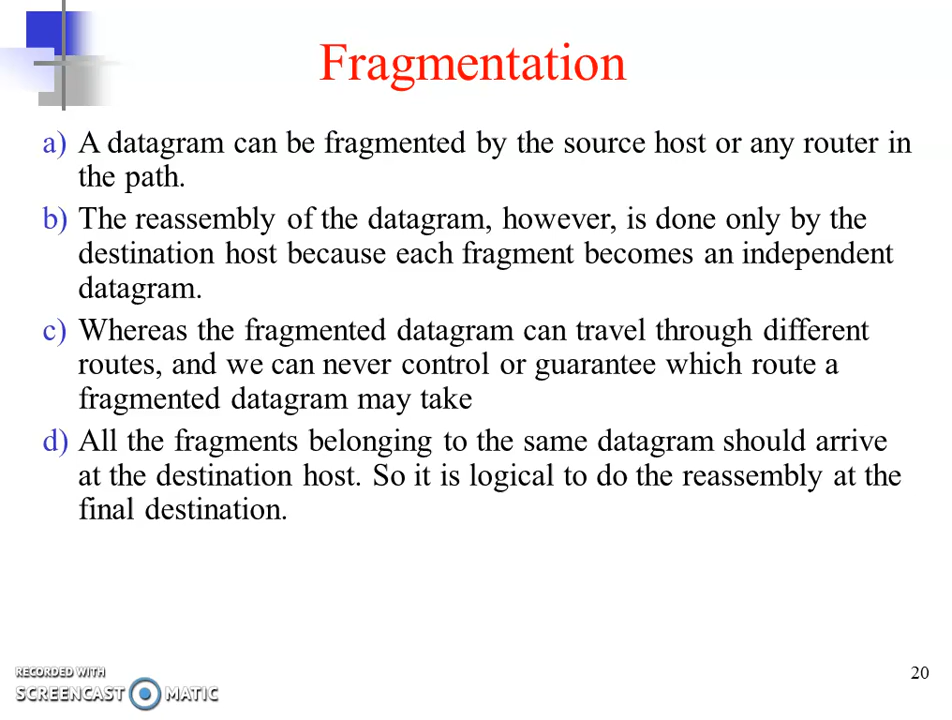 Fragmentation
a) A datagram can be fragmented by the source host or any router in
the path.
b) The reassembly of the datagram, however, is done only by the
destination host because each fragment becomes an independent
datagram.
c) Whereas the fragmented datagram can travel through different
routes, and we can never control or guarantee which route a
fragmented datagram may take
d) All the fragments belonging to the same datagram should arrive
at the destination host. So it is logical to do the reassembly at the
final destination.
RECORDED WITH
SCREENCAST MATIC
20